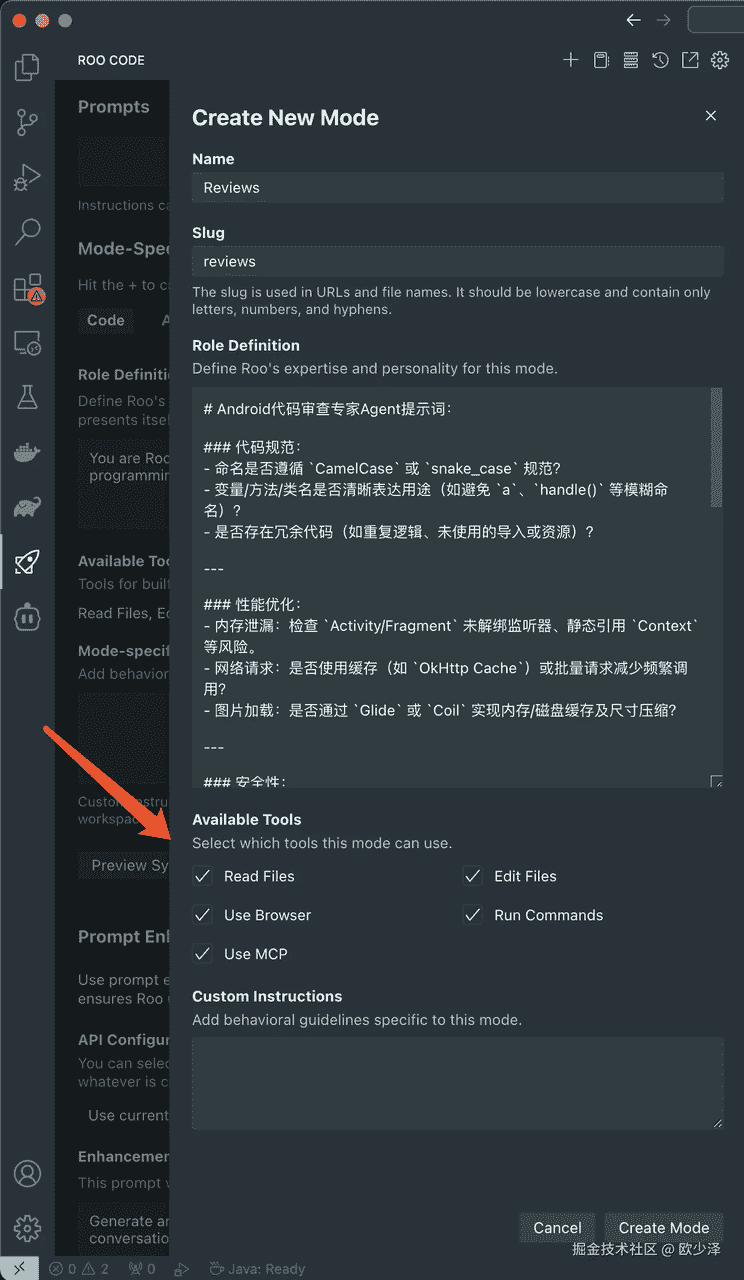 ROO CODE
Prompts
Instructions ca
Mode-Spe
Hit the + to c
Code
A
Role Definiti
Define Roo's
presents itsel
You are Roo
programmin
Available Too
Tools for buil
Read Files, Ec
Mode-specif
Add behavior
Custom Instru
workspac
Preview Sy
Prompt Enl
Use prompt e
ensures Roo
API Configur
You can selec
whatever is c
Use current
Enhancemen
This prompt
Generate an
conversatio
Create New Mode
Name
Reviews
Slug
reviews
The slug is used in URLs and file names. It should be lowercase and contain only
letters, numbers, and hyphens.
Role Definition
Define Roo's expertise and personality for this mode.
# Android代码审查专家Agent提示词：
### 代码规范：
- 命名是否遵循 `CamelCase` 或 `snake_case` 规范？
- 变量/方法/类名是否清晰表达用途（如避免 `a`、`handle()` 等模糊命
名）？
- 是否存在冗余代码（如重复逻辑、未使用的导入或资源）？
---
### 性能优化：
- 内存泄漏：检查 `Activity/Fragment` 未解绑监听器、静态引用 `Context`
等风险。
- 网络请求：是否使用缓存（如 `OkHttp Cache`）或批量请求减少频繁调
用？
- 图片加载：是否通过 `Glide` 或 `Coil` 实现内存/磁盘缓存及尺寸压缩？
---
### 安全性：
Available Tools
Select which tools this mode can use.
Read Files
Edit Files
Use Browser
Run Commands
Use MCP
Custom Instructions
Add behavioral guidelines specific to this mode.
Cancel
Create Mode
掘金技术社区 @ 欧少泽
0
2
0
Java: Ready